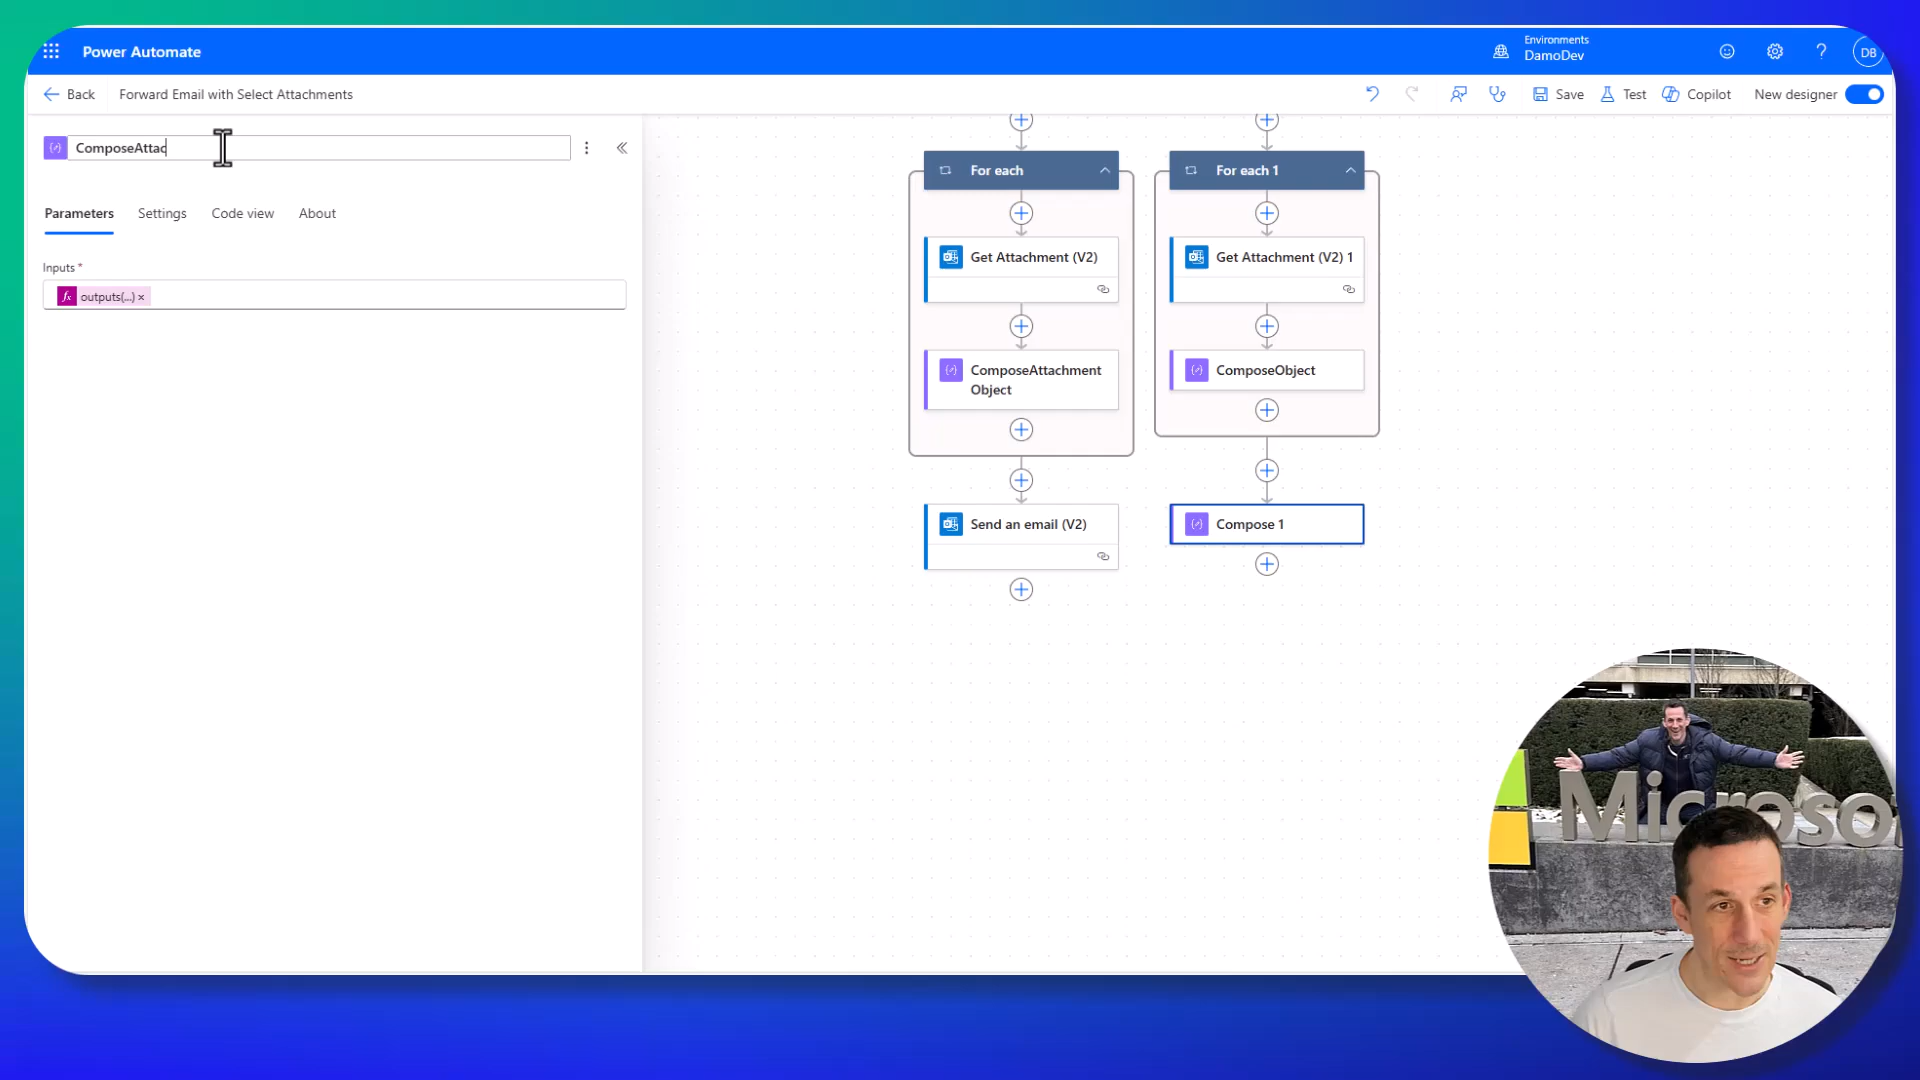 Power Automate
Environments
DamoDev
DB
Back
Forward Email with Select Attachments
Save
Test
Copilot
New designer
ComposeAttac
Parameters
Settings
Code view
About
Inputs *
fx outputs(...) ×
For each
Get Attachment (V2)
ComposeAttachment
Object
Send an email (V2)
For each 1
Get Attachment (V2) 1
ComposeObject
Compose 1
Microso